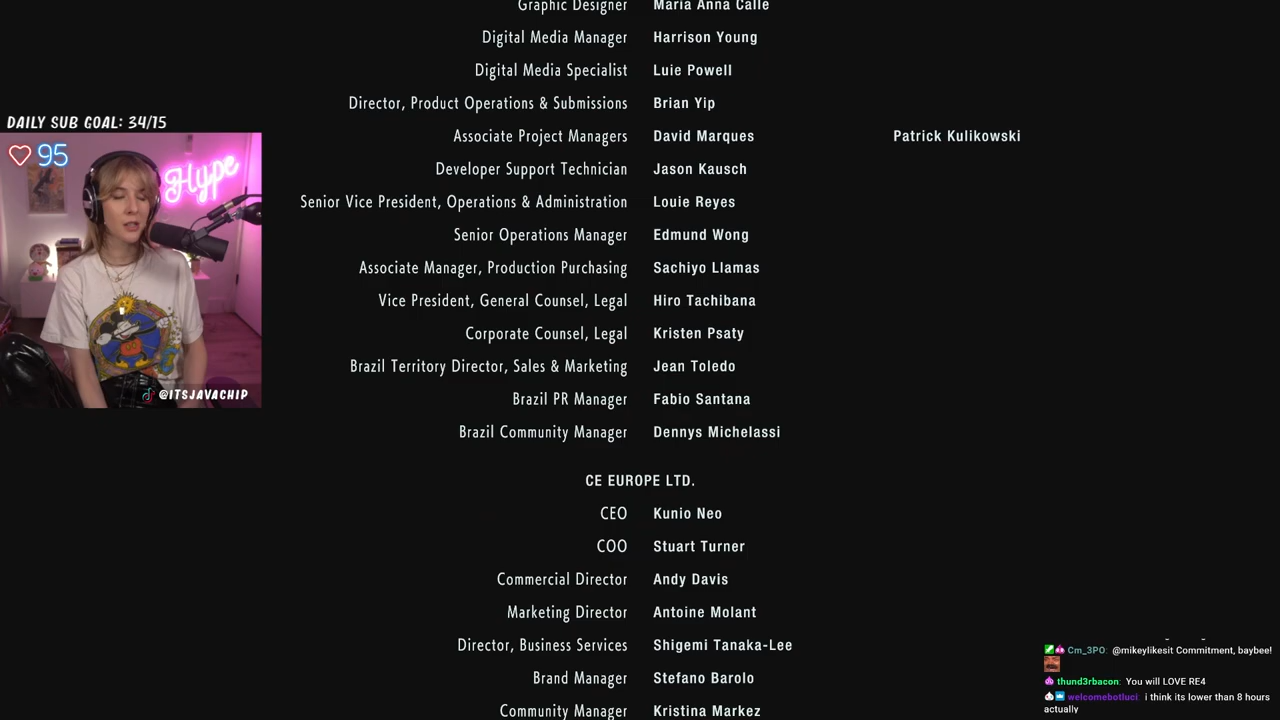 Graphic Designer Maria Anna Calle
Digital Media Manager Harrison Young
Digital Media Specialist Luie Powell
Director, Product Operations & Submissions Brian Yip
Associate Project Managers David Marques Patrick Kulikowski
Developer Support Technician Jason Kausch
Senior Vice President, Operations & Administration Louie Reyes
Senior Operations Manager Edmund Wong
Associate Manager, Production Purchasing Sachiyo Llamas
Vice President, General Counsel, Legal Hiro Tachibana
Corporate Counsel, Legal Kristen Psaty
Brazil Territory Director, Sales & Marketing Jean Toledo
Brazil PR Manager Fabio Santana
Brazil Community Manager Dennys Michelassi
CE EUROPE LTD.
CEO Kunio Neo
COO Stuart Turner
Commercial Director Andy Davis
Marketing Director Antoine Molant
Director, Business Services Shigemi Tanaka-Lee
Brand Manager Stefano Barolo
Community Manager Kristina Markez
DAILY SUB GOAL: 34/15
95
Hype
@ITSJAVACHIP
Cm_3PO: @mikeylikesit Commitment, baybee!
thund3rbacon: You will LOVE RE4
welcomebotluci: i think its lower than 8 hours
actually